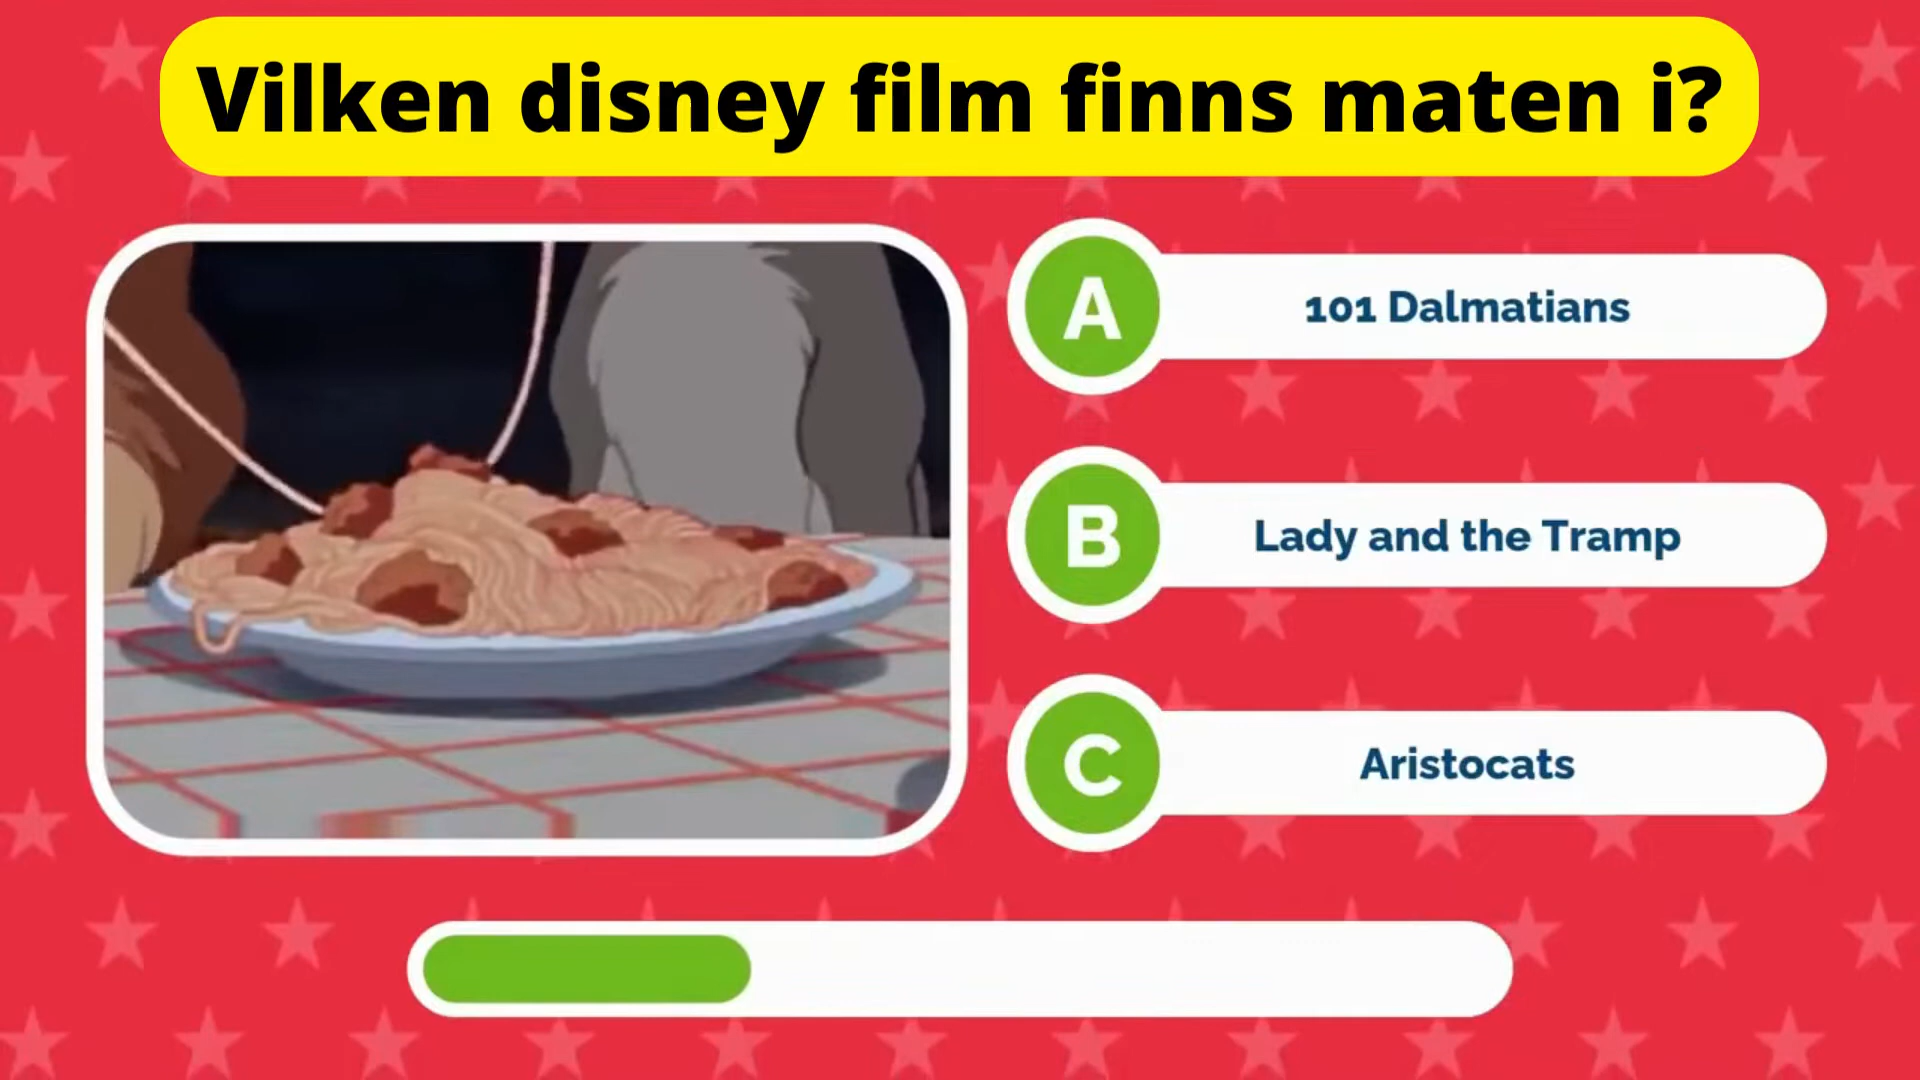 Vilken disney film finns maten i?
A
101 Dalmatians
B
Lady and the Tramp
C
Aristocats